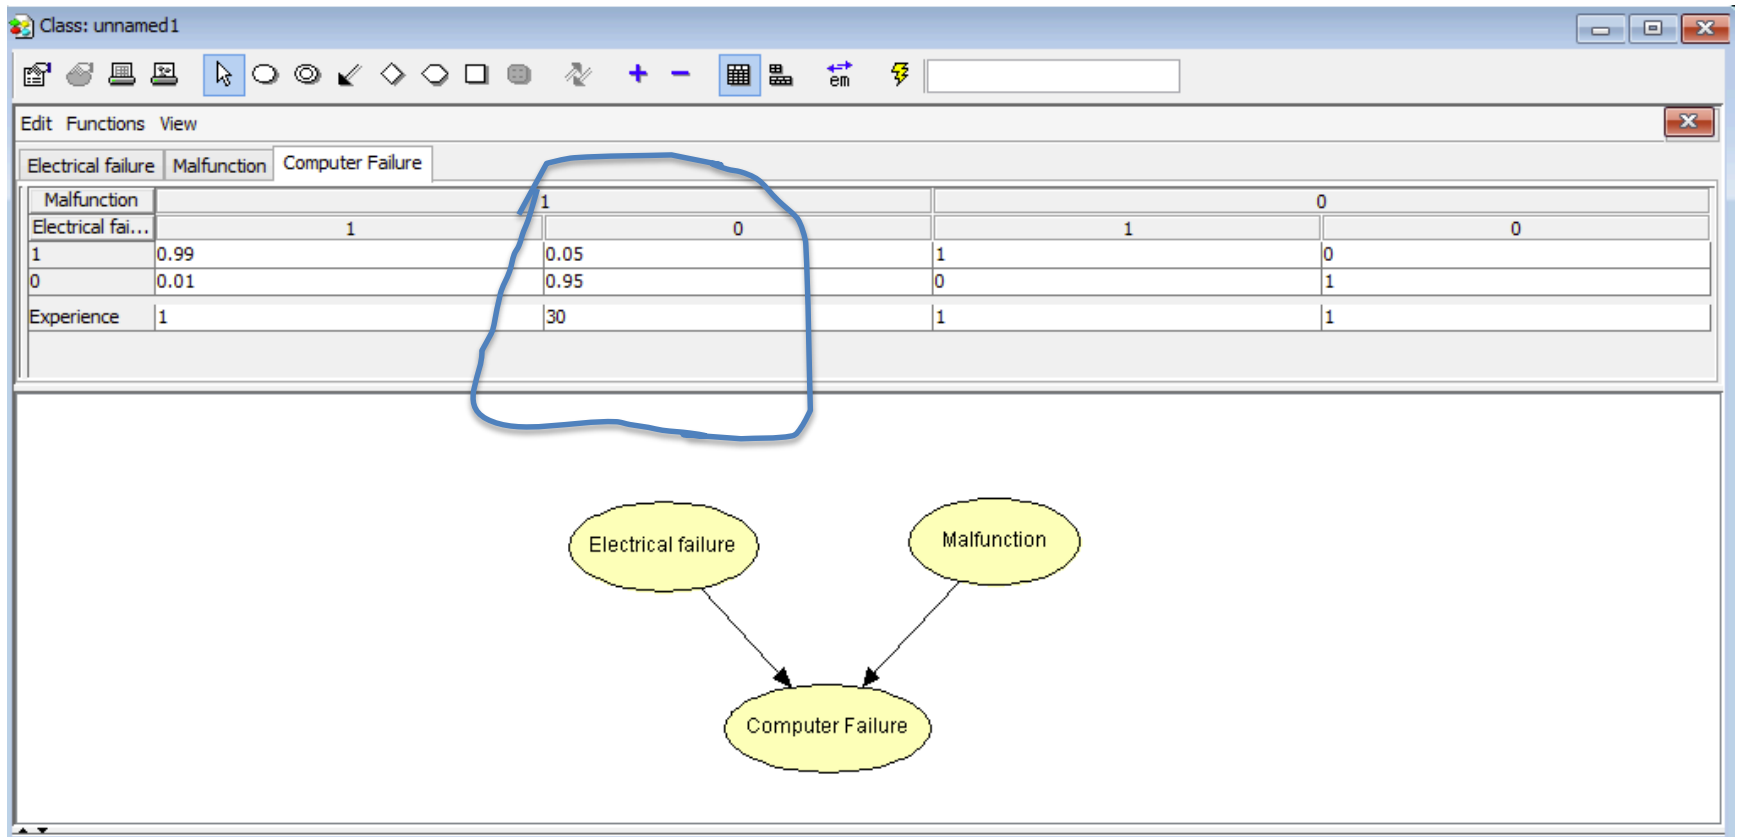 Class: unnamed1
em
Edit Functions View
Electrical failure Malfunction Computer Failure
Malfunction 1 0
Electrical fai... 1 0 1 0
1 0.99 0.05 1 0
0 0.01 0.95 0 1
Experience 1 30 1 1
Electrical failure
Malfunction
Computer Failure